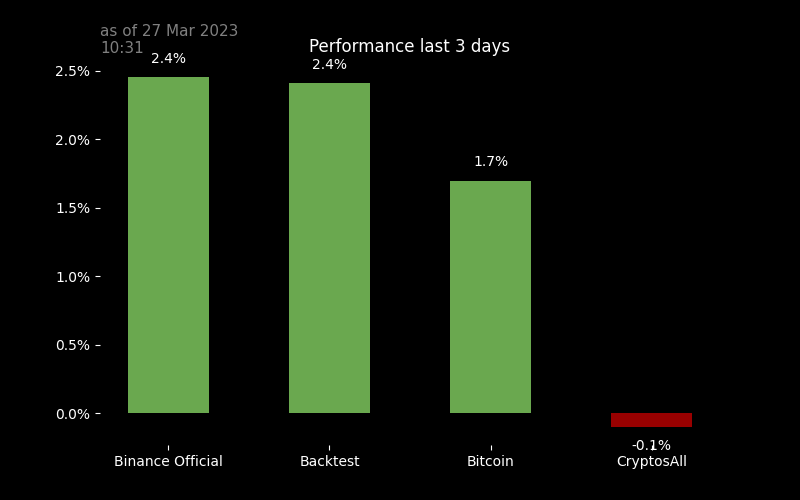 as of 27 Mar 2023
10:31
Performance last 3 days
2.4%
2.4%
1.7%
-0.1%
2.5%
2.0%
1.5%
1.0%
0.5%
0.0%
Binance Official
Backtest
Bitcoin
CryptosAll